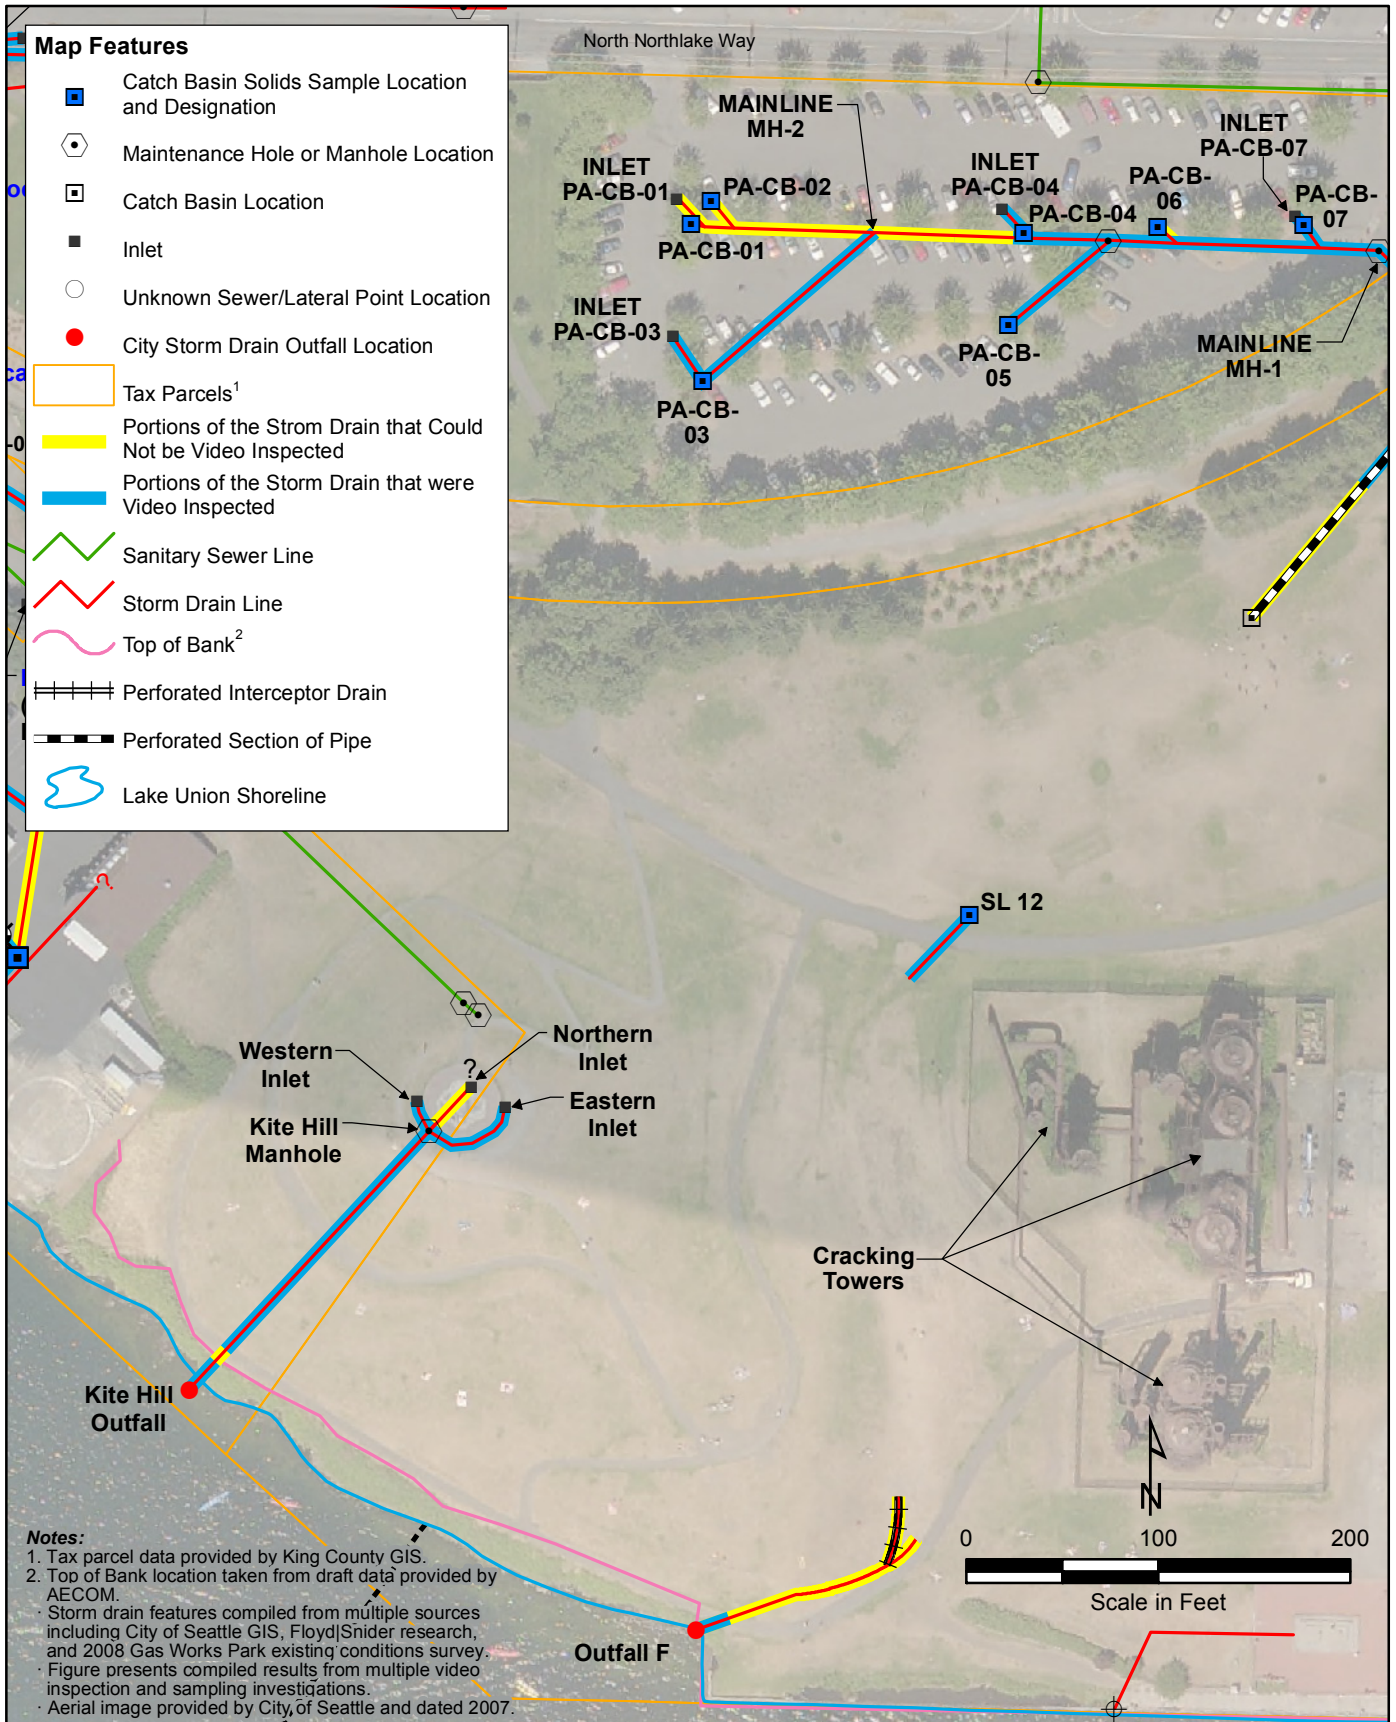 Map Features
Catch Basin Solids Sample Location
and Designation
Maintenance Hole or Manhole Location
Catch Basin Location
Inlet
Unknown Sewer/Lateral Point Location
City Storm Drain Outfall Location
Tax Parcels1
Portions of the Strom Drain that Could
Not be Video Inspected
Portions of the Storm Drain that were
Video Inspected
Sanitary Sewer Line
Storm Drain Line
Top of Bank2
Perforated Interceptor Drain
Perforated Section of Pipe
Lake Union Shoreline
North Northlake Way
MAINLINE
MH-2
INLET
PA-CB-01
PA-CB-02
PA-CB-01
INLET
PA-CB-04
PA-CB-04
PA-CB-
06
INLET
PA-CB-07
PA-CB-
07
INLET
PA-CB-03
PA-CB-
03
PA-CB-
05
MAINLINE
MH-1
SL 12
?
Western
Inlet
?
Northern
Inlet
Eastern
Inlet
Kite Hill
Manhole
Cracking
Towers
Kite Hill
Outfall
Outfall F
N
0 100 200
Scale in Feet
Notes:
1. Tax parcel data provided by King County GIS.
2. Top of Bank location taken from draft data provided by
AECOM.
· Storm drain features compiled from multiple sources
including City of Seattle GIS, Floyd|Snider research,
and 2008 Gas Works Park existing conditions survey.
· Figure presents compiled results from multiple video
inspection and sampling investigations.
· Aerial image provided by City of Seattle and dated 2007.